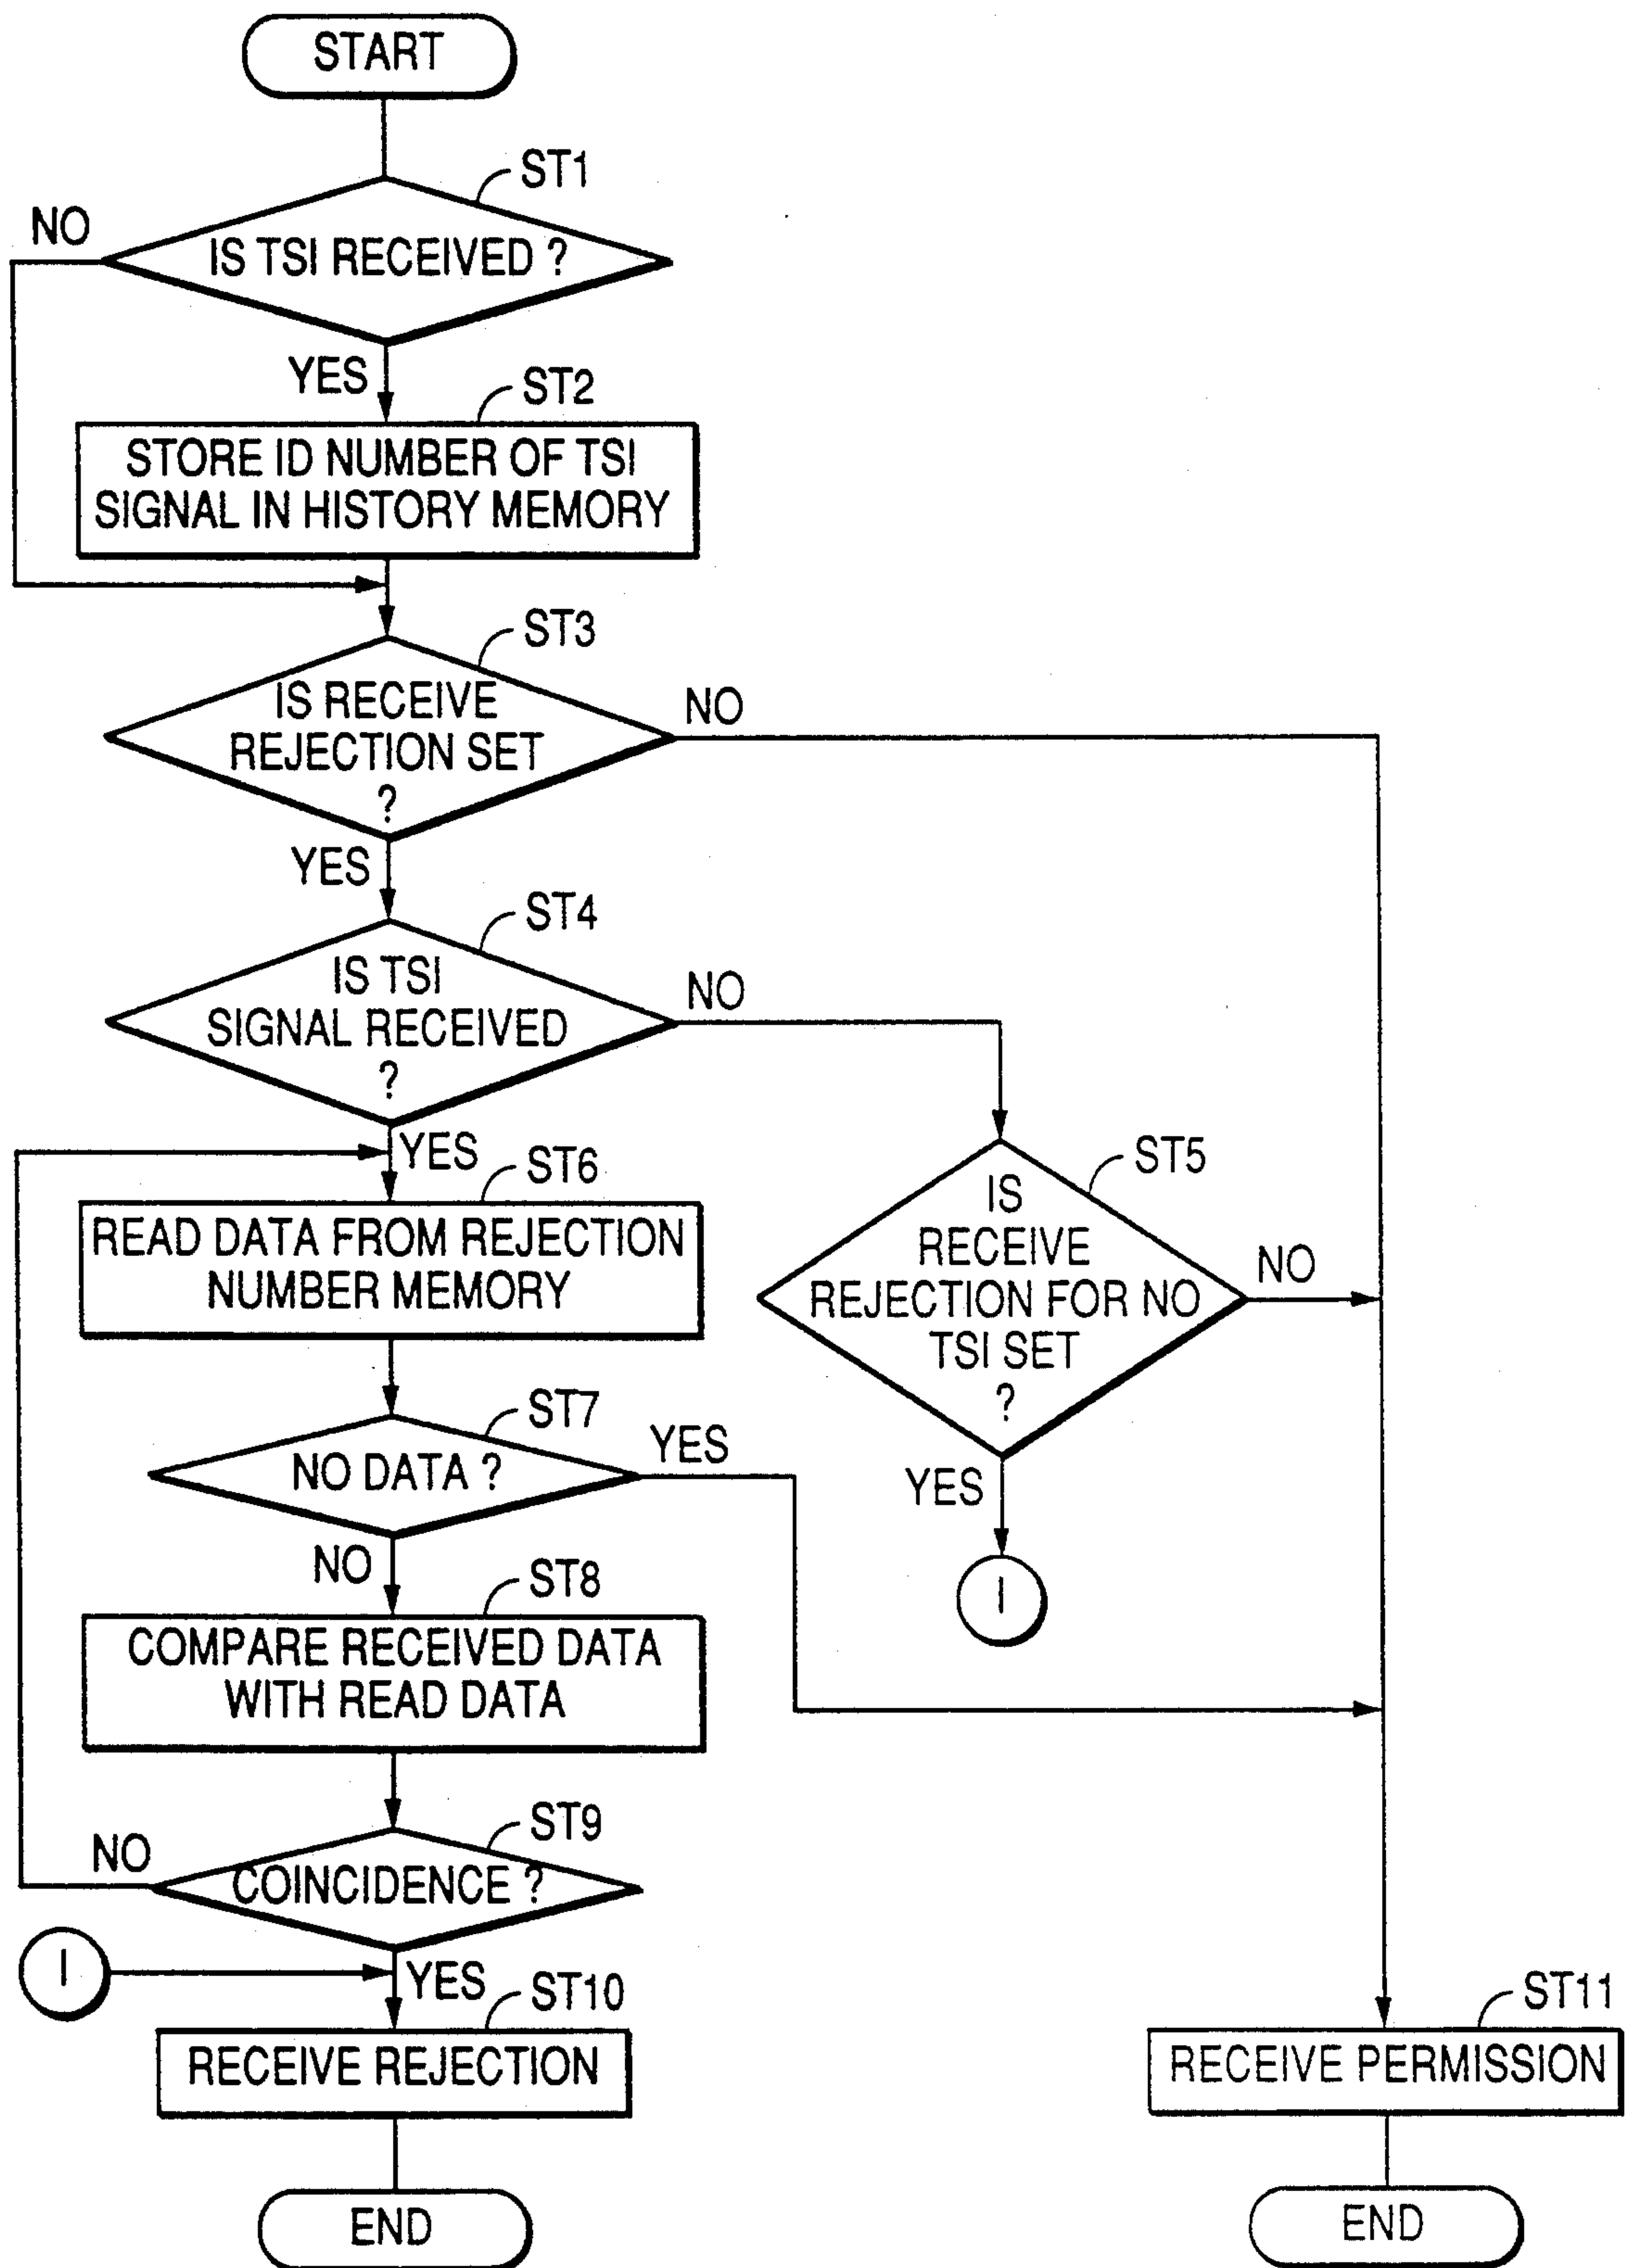 START
ST1
NO
IS TSI RECEIVED ?
YES
ST2
STORE ID NUMBER OF TSI
SIGNAL IN HISTORY MEMORY
ST3
IS RECEIVE
REJECTION SET
?
NO
YES
ST4
IS TSI
SIGNAL RECEIVED
?
NO
YES
ST5
IS
RECEIVE
REJECTION FOR NO
TSI SET
?
NO
YES
I
ST6
READ DATA FROM REJECTION
NUMBER MEMORY
ST7
NO DATA ?
YES
NO
ST8
COMPARE RECEIVED DATA
WITH READ DATA
ST9
NO
COINCIDENCE ?
I
YES
ST10
RECEIVE REJECTION
END
ST11
RECEIVE PERMISSION
END